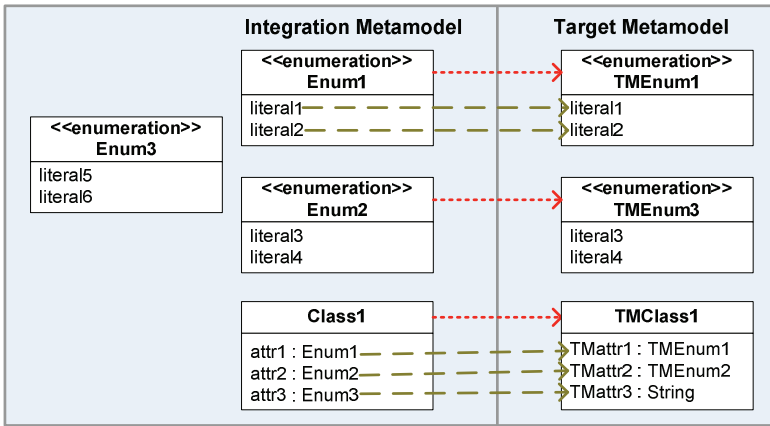 Integration Metamodel
Target Metamodel
<<enumeration>>
Enum3
literal5
literal6
<<enumeration>>
Enum1
literal1
literal2
<<enumeration>>
TMEnum1
literal1
literal2
<<enumeration>>
Enum2
literal3
literal4
<<enumeration>>
TMEnum3
literal3
literal4
Class1
attr1 : Enum1
attr2 : Enum2
attr3 : Enum3
TMClass1
TMattr1 : TMEnum1
TMattr2 : TMEnum2
TMattr3 : String